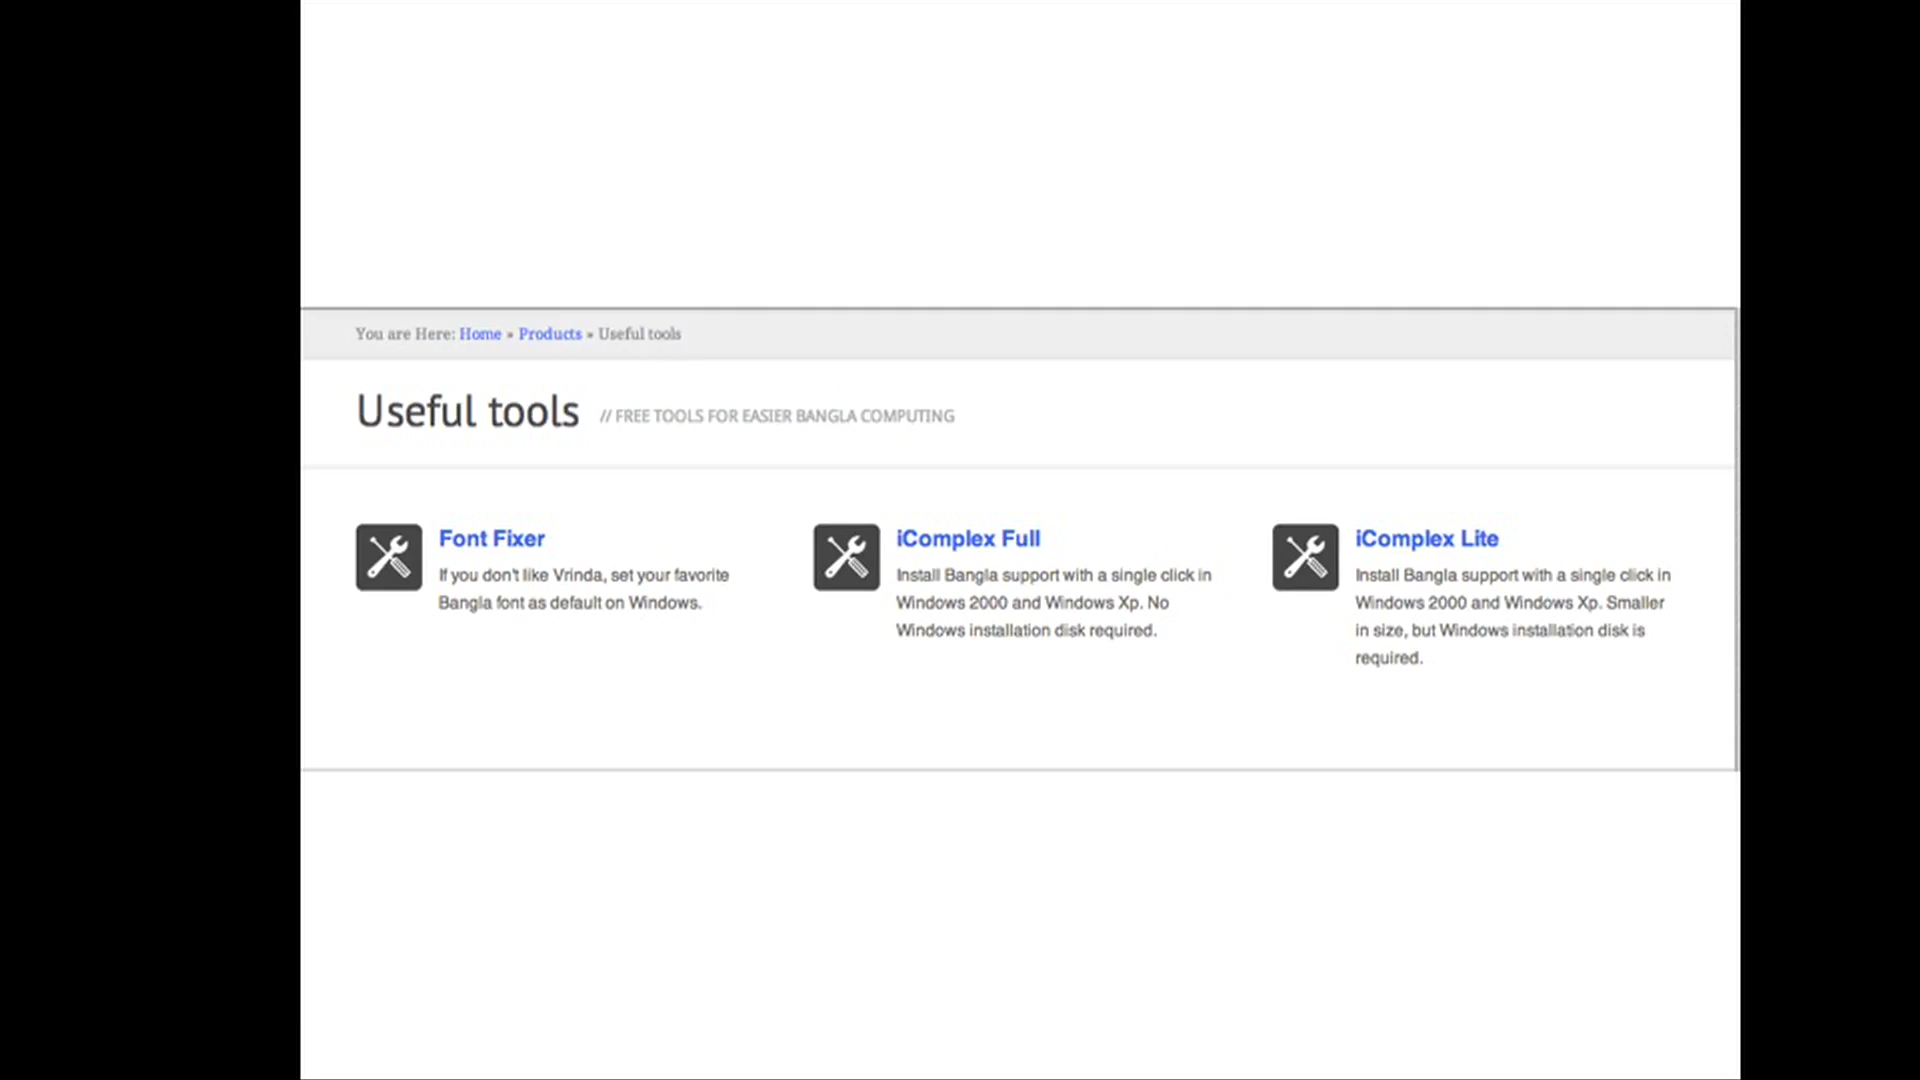 You are Here: Home » Products » Useful tools
Useful tools // FREE TOOLS FOR EASIER BANGLA COMPUTING
Font Fixer
If you don't like Vrinda, set your favorite
Bangla font as default on Windows.
iComplex Full
Install Bangla support with a single click in
Windows 2000 and Windows Xp. No
Windows installation disk required.
iComplex Lite
Install Bangla support with a single click in
Windows 2000 and Windows Xp. Smaller
in size, but Windows installation disk is
required.